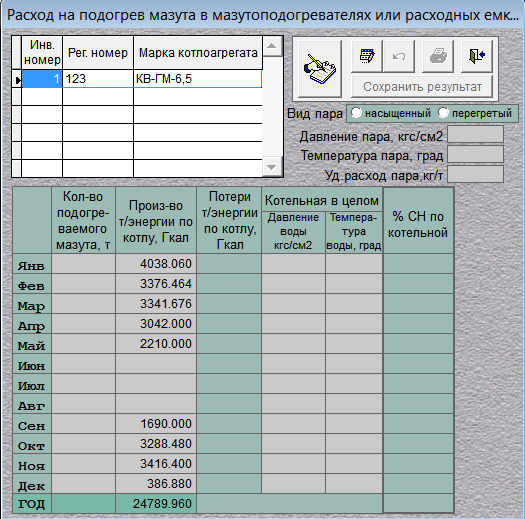 Расход на подогрев мазута в мазутоподогревателях или расходных емк...
Инв. номер Рег. номер Марка котлоагрегата
1 123 КВ-ГМ-6,5
Сохранить результат
Вид пара насыщенный перегретый
Давление пара, кгс/см2
Температура пара, град
Уд.расход пара,кг/т
Кол-во подогре-ваемого мазута, т
Произ-во т/энергии по котлу, Гкал
Потери т/энергии по котлу, Гкал
Котельная в целом
Давление воды кгс/см2
Темпера-тура воды, град
% СН по котельной
Янв 4038.060
Фев 3376.464
Мар 3341.676
Апр 3042.000
Май 2210.000
Июн
Июл
Авг
Сен 1690.000
Окт 3288.480
Ноя 3416.400
Дек 386.880
ГОД 24789.960